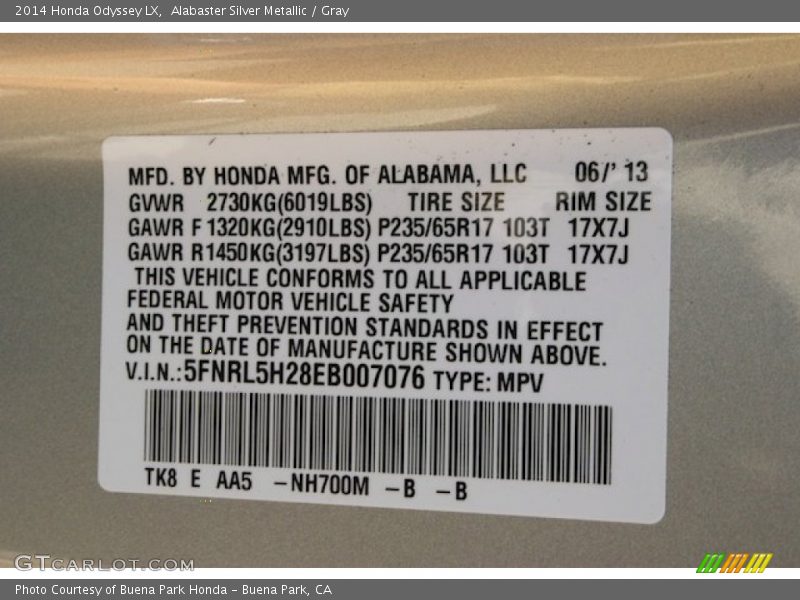 2014 Honda Odyssey LX,  Alabaster Silver Metallic / Gray
MFD. BY HONDA MFG. OF ALABAMA, LLC 06/' 13
GVWR 2730KG(6019LBS) TIRE SIZE RIM SIZE
GAWR F 1320KG(2910LBS) P235/65R17 103T 17X7J
GAWR R1450KG(3197LBS) P235/65R17 103T 17X7J
THIS VEHICLE CONFORMS TO ALL APPLICABLE
FEDERAL MOTOR VEHICLE SAFETY
AND THEFT PREVENTION STANDARDS IN EFFECT
ON THE DATE OF MANUFACTURE SHOWN ABOVE.
V.I.N.:5FNRL5H28EB007076 TYPE: MPV
TK8 E AA5 –NH700M –B –B
GTCARLOT.COM
Photo Courtesy of Buena Park Honda – Buena Park, CA